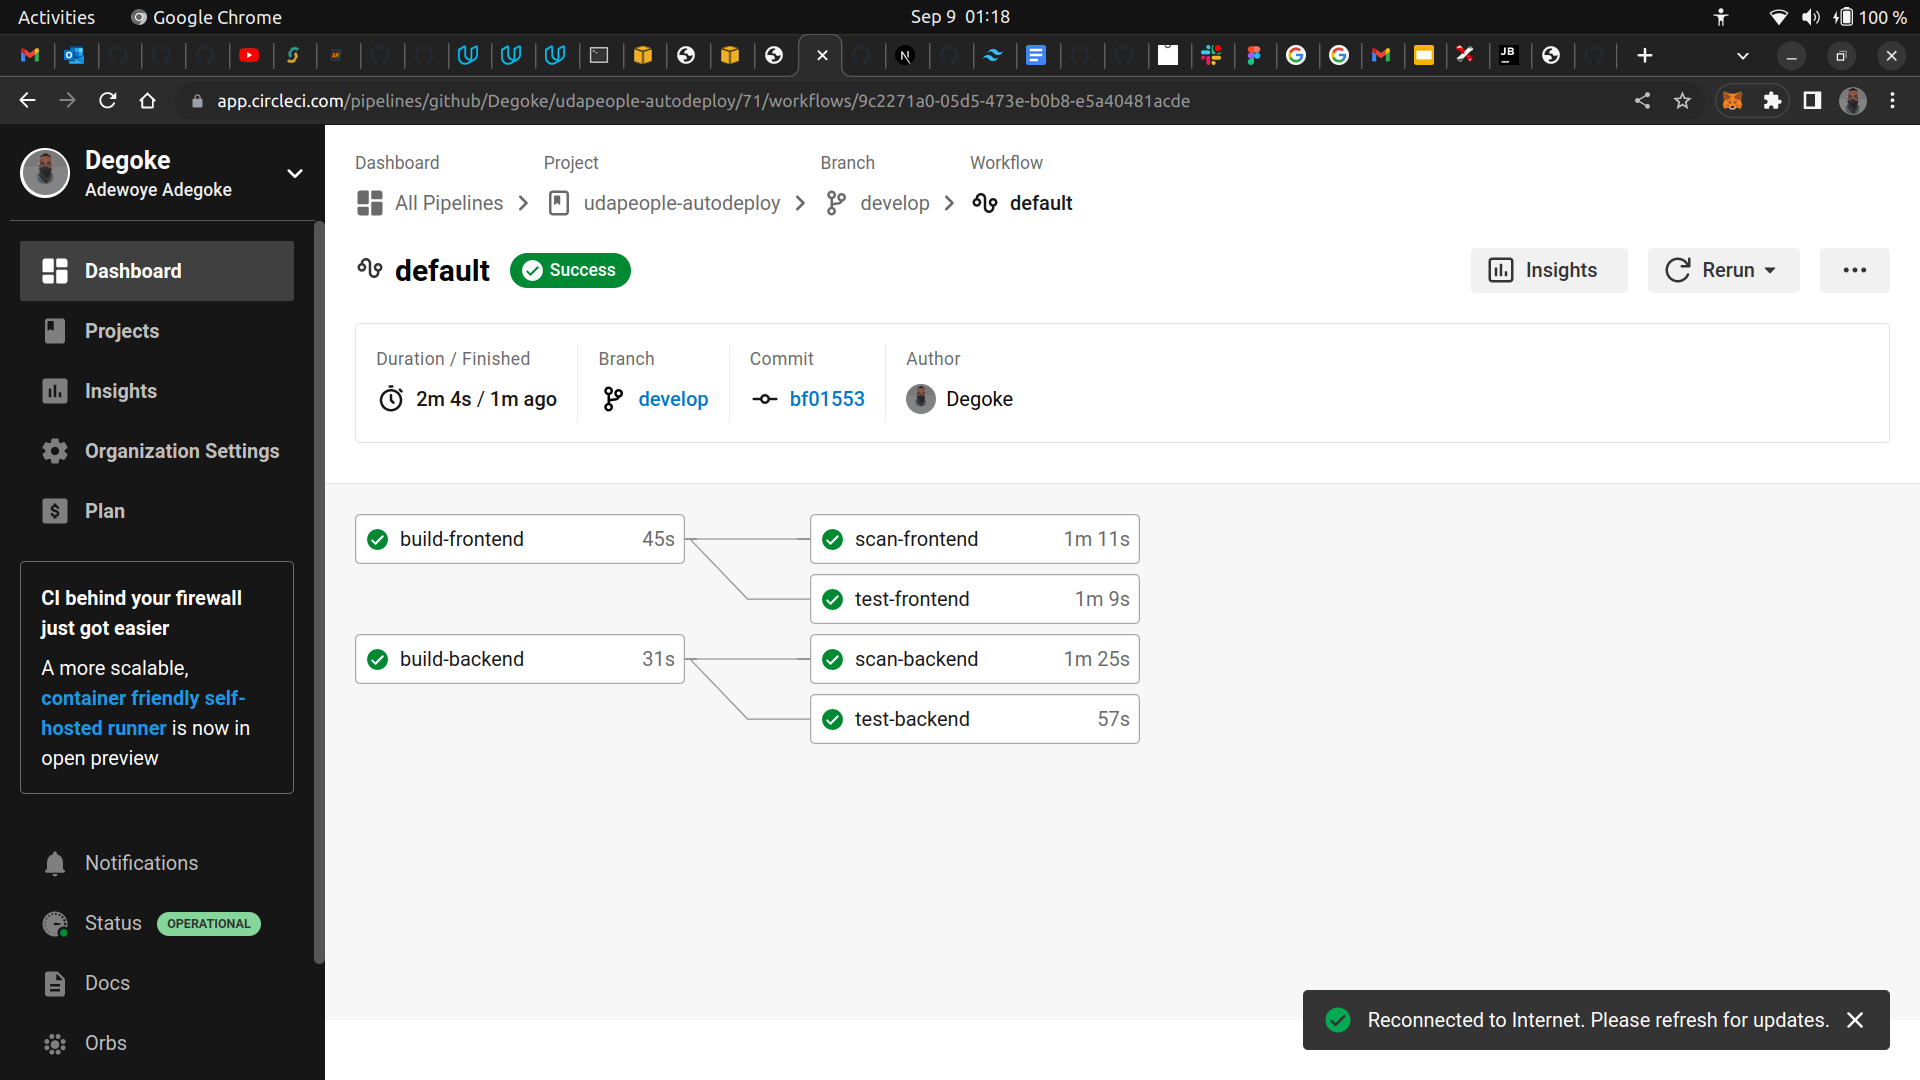 Activities
Google Chrome
Sep 9 01:18
100 %
app.circleci.com/pipelines/github/Degoke/udapeople-autodeploy/71/workflows/9c2271a0-05d5-473e-b0b8-e5a40481acde
Degoke
Adewoye Adegoke
Dashboard
Projects
Insights
Organization Settings
Plan
CI behind your firewall
just got easier
A more scalable,
container friendly self-
hosted runner is now in
open preview
Notifications
Status OPERATIONAL
Docs
Orbs
Dashboard Project Branch Workflow
All Pipelines udapeople-autodeploy develop default
default Success
Insights Rerun
Duration / Finished Branch Commit Author
2m 4s / 1m ago develop bf01553 Degoke
build-frontend 45s scan-frontend 1m 11s
test-frontend 1m 9s
build-backend 31s scan-backend 1m 25s
test-backend 57s
Reconnected to Internet. Please refresh for updates.